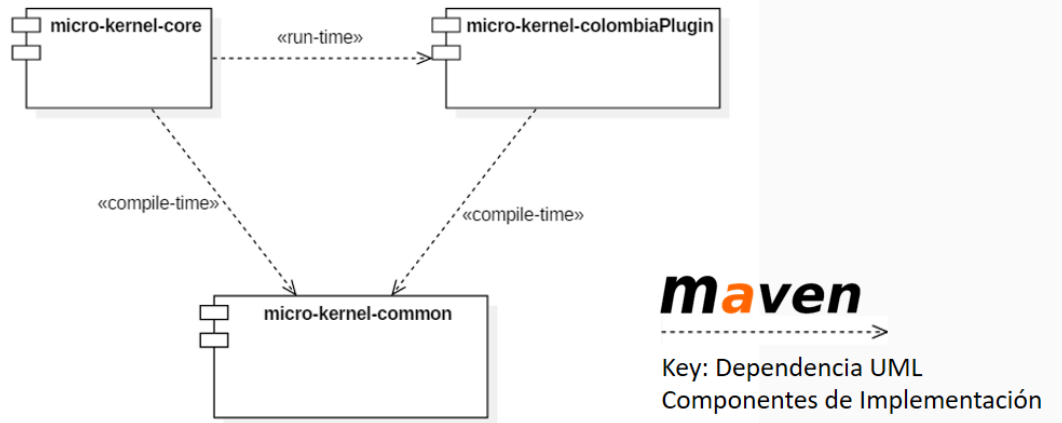 micro-kernel-core
«run-time»
micro-kernel-colombiaPlugin
«compile-time»
«compile-time»
micro-kernel-common
maven
Key: Dependencia UML
Componentes de Implementación